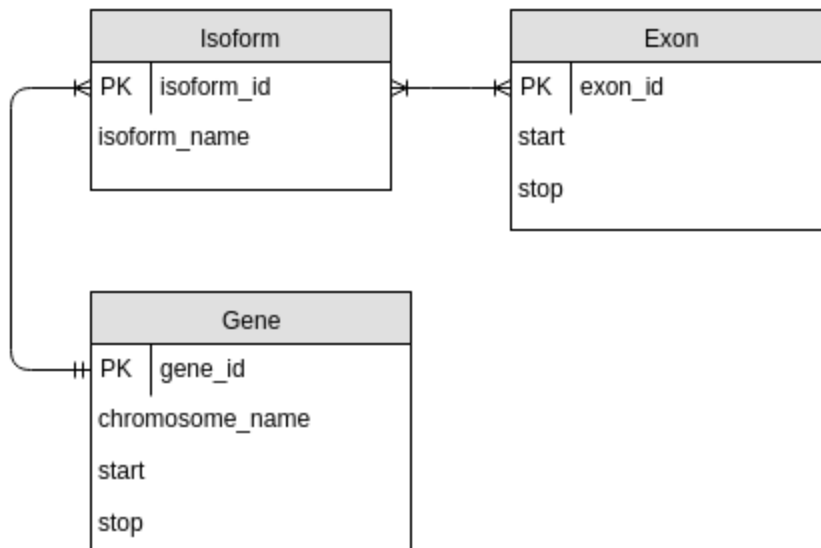 Isoform
PK isoform_id
isoform_name
Exon
PK exon_id
start
stop
Gene
PK gene_id
chromosome_name
start
stop